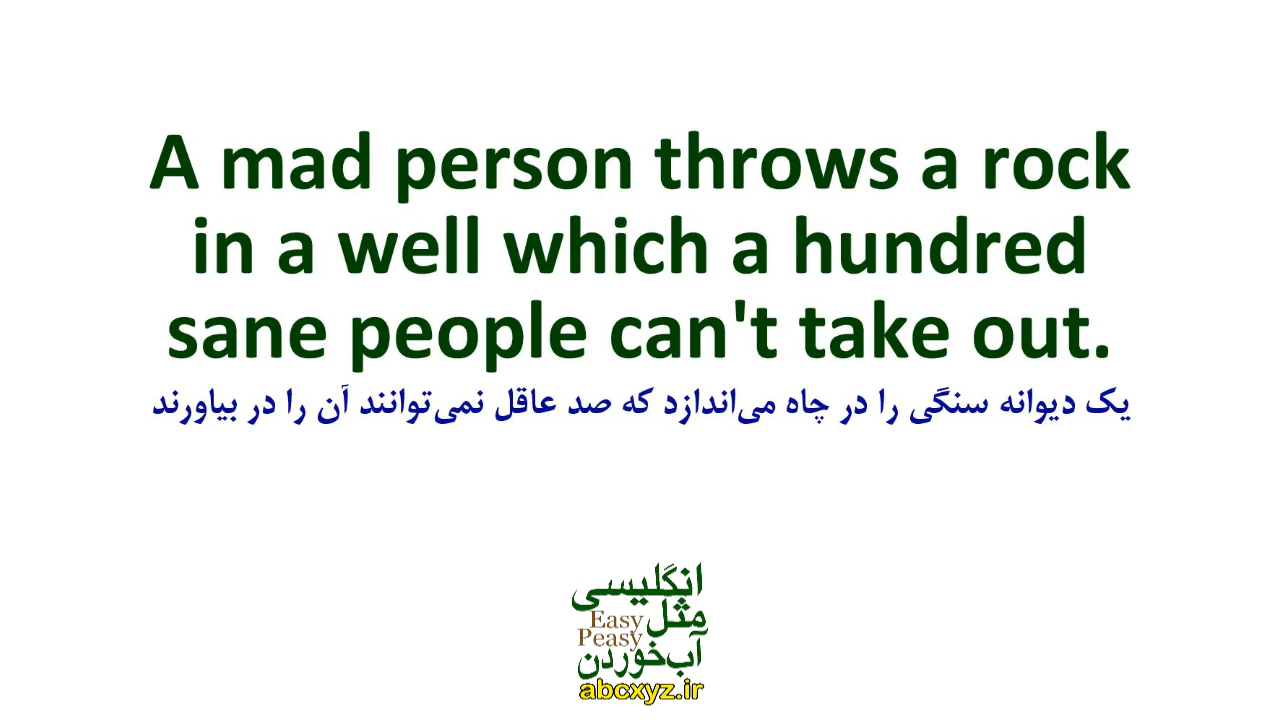 A mad person throws a rock
in a well which a hundred
sane people can't take out.
یک دیوانه سنگی را در چاه می‌اندازد که صد عاقل نمی‌توانند آن را در بیاورند
انگلیسی
مثل
Easy
Peasy
آب‌خوردن
abcxyz.ir